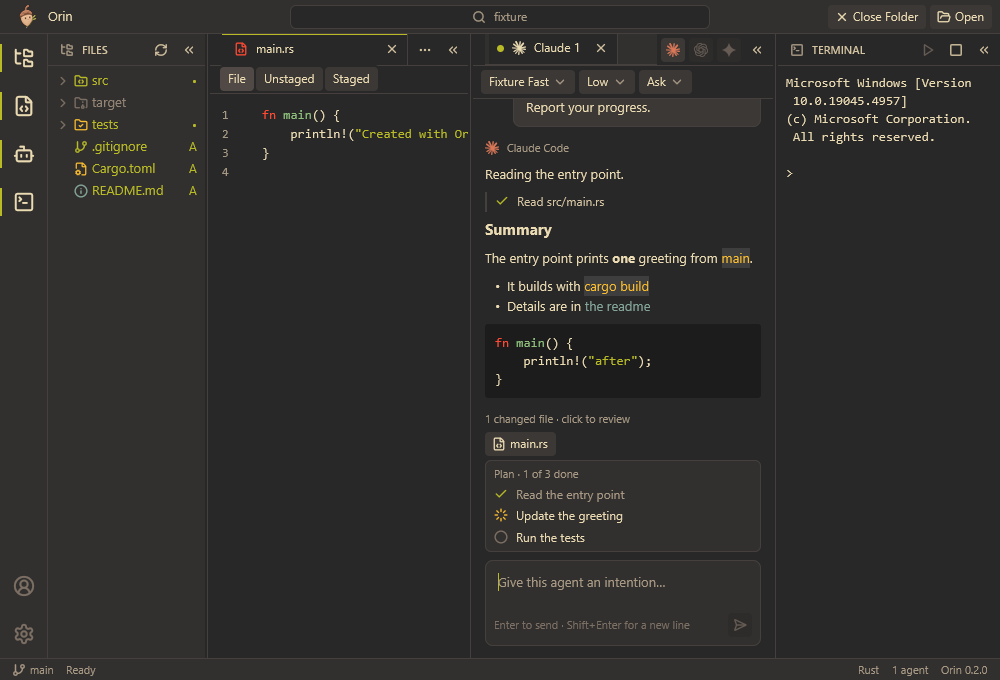 Orin
fixture
Close Folder
Open
FILES
src
target
tests
.gitignore A
Cargo.toml A
README.md A
main.rs
File Unstaged Staged
1 fn main() {
2 println!("Created with Or
3 }
4
Claude 1
Fixture Fast Low Ask
Report your progress.
Claude Code
Reading the entry point.
Read src/main.rs
Summary
The entry point prints one greeting from main.
• It builds with cargo build
• Details are in the readme
fn main() {
println!("after");
}
1 changed file · click to review
main.rs
Plan · 1 of 3 done
Read the entry point
Update the greeting
Run the tests
Give this agent an intention...
Enter to send · Shift+Enter for a new line
TERMINAL
Microsoft Windows [Version
10.0.19045.4957]
(c) Microsoft Corporation.
All rights reserved.
>
main Ready
Rust 1 agent Orin 0.2.0